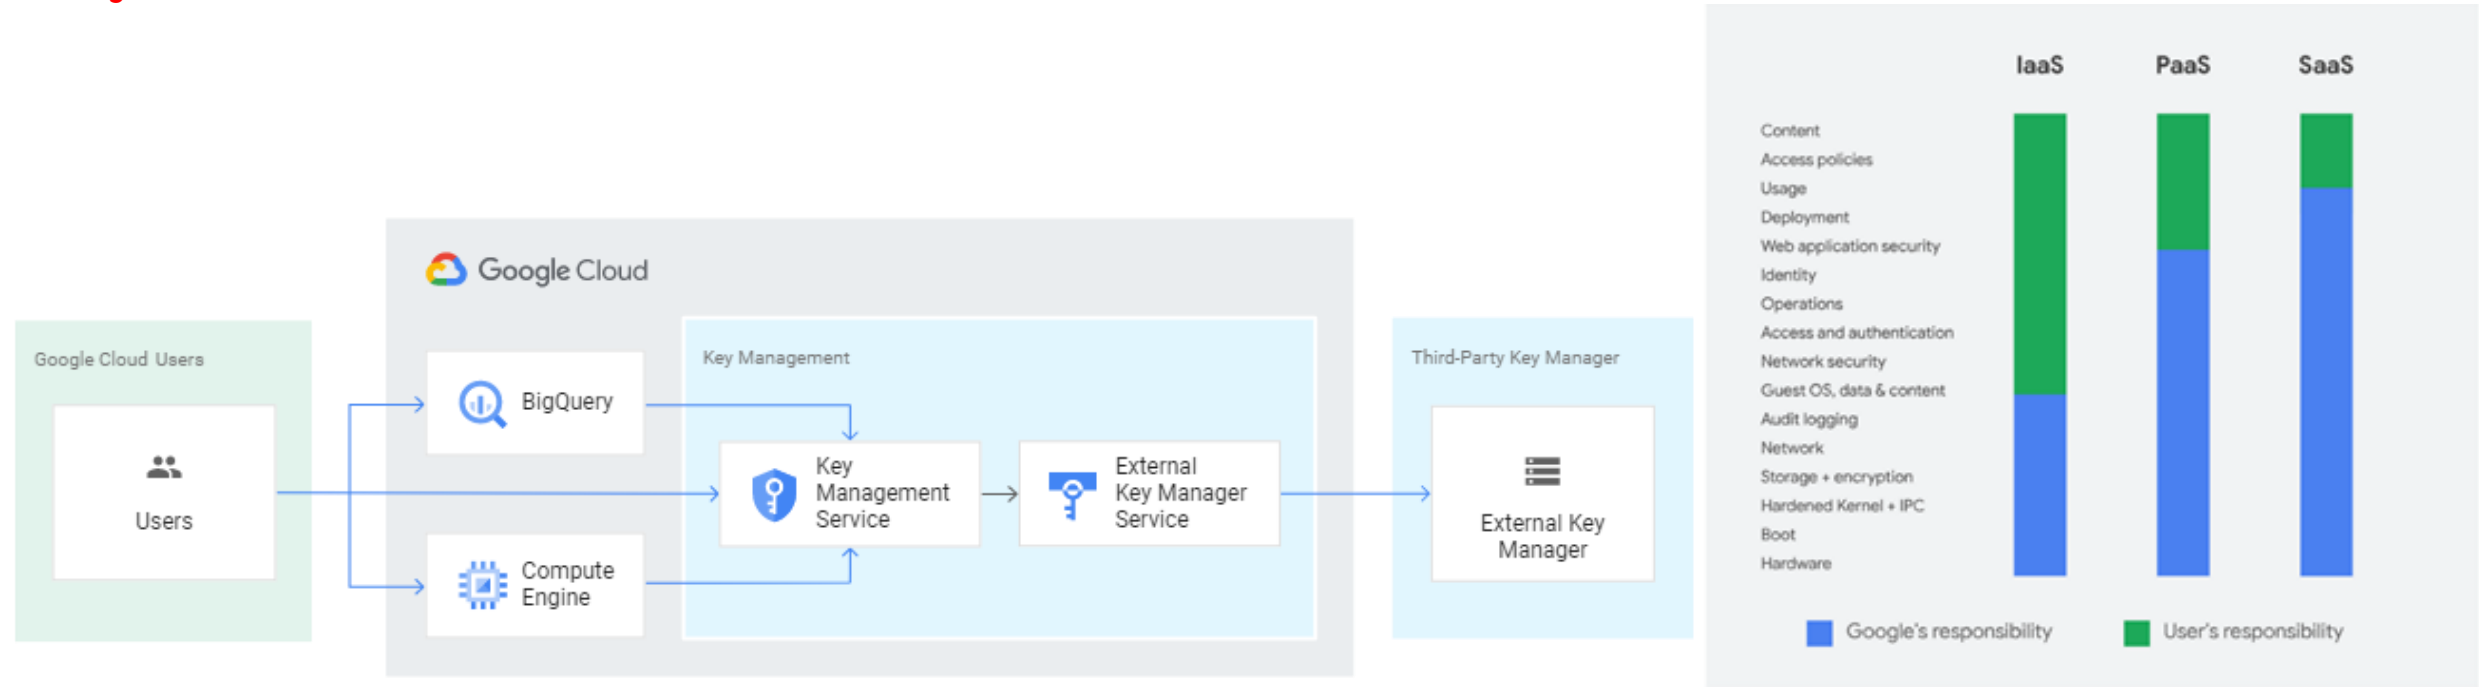 Google Cloud
Google Cloud Users
Users
BigQuery
Compute
Engine
Key Management
Key
Management
Service
External
Key Manager
Service
Third-Party Key Manager
External Key
Manager
IaaS PaaS SaaS
Content
Access policies
Usage
Deployment
Web application security
Identity
Operations
Access and authentication
Network security
Guest OS, data & content
Audit logging
Network
Storage + encryption
Hardened Kernel + IPC
Boot
Hardware
Google's responsibility
User's responsibility